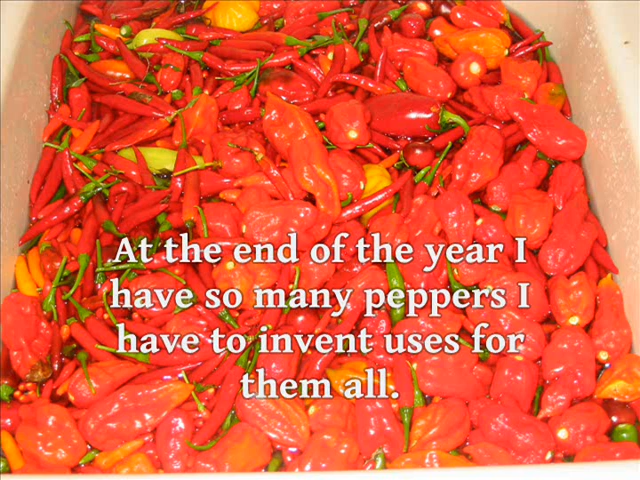 At the end of the year I
have so many peppers I
have to invent uses for
them all.